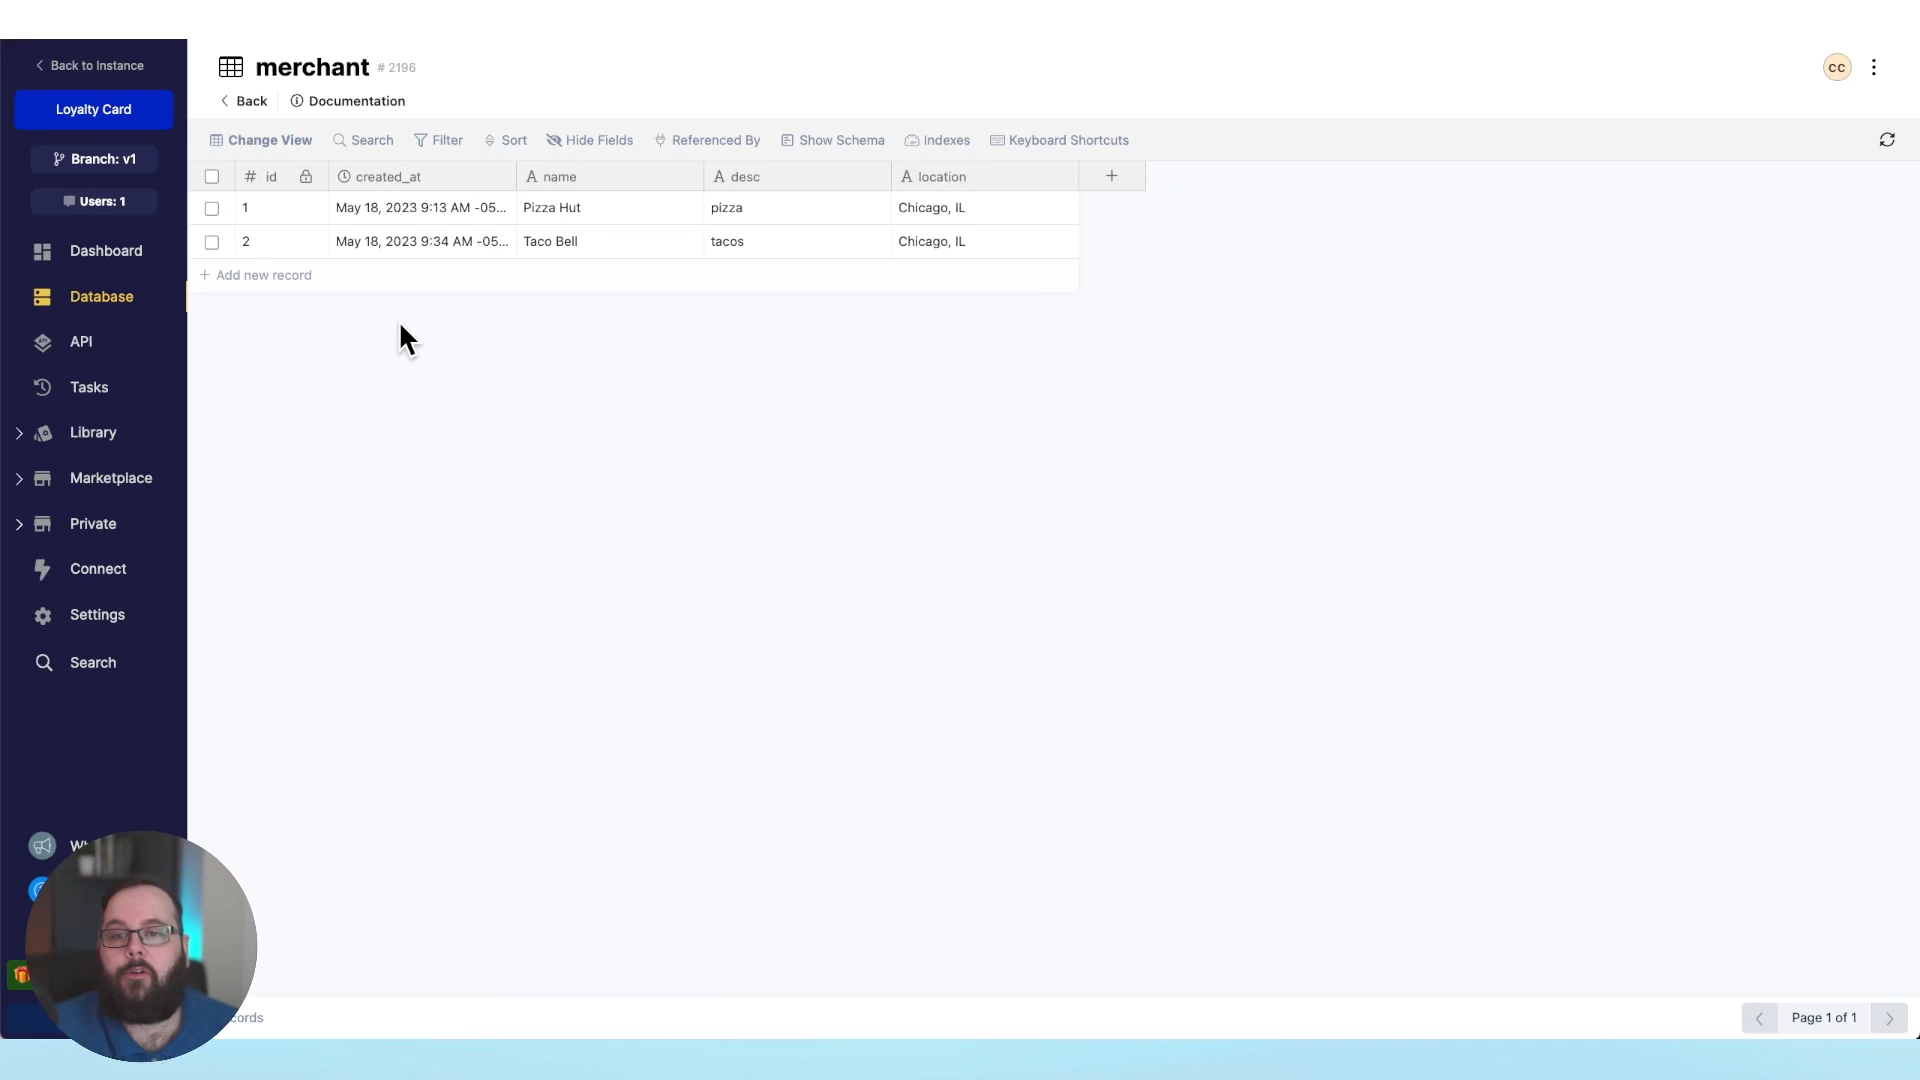 Back to Instance
Loyalty Card
Branch: v1
Users: 1
Dashboard
Database
API
Tasks
Library
Marketplace
Private
Connect
Settings
Search
merchant # 2196
CC
Back Documentation
Change View Search Filter Sort Hide Fields Referenced By Show Schema Indexes Keyboard Shortcuts
# id created_at A name A desc A location +
1 May 18, 2023 9:13 AM -05... Pizza Hut pizza Chicago, IL
2 May 18, 2023 9:34 AM -05... Taco Bell tacos Chicago, IL
+ Add new record
Page 1 of 1